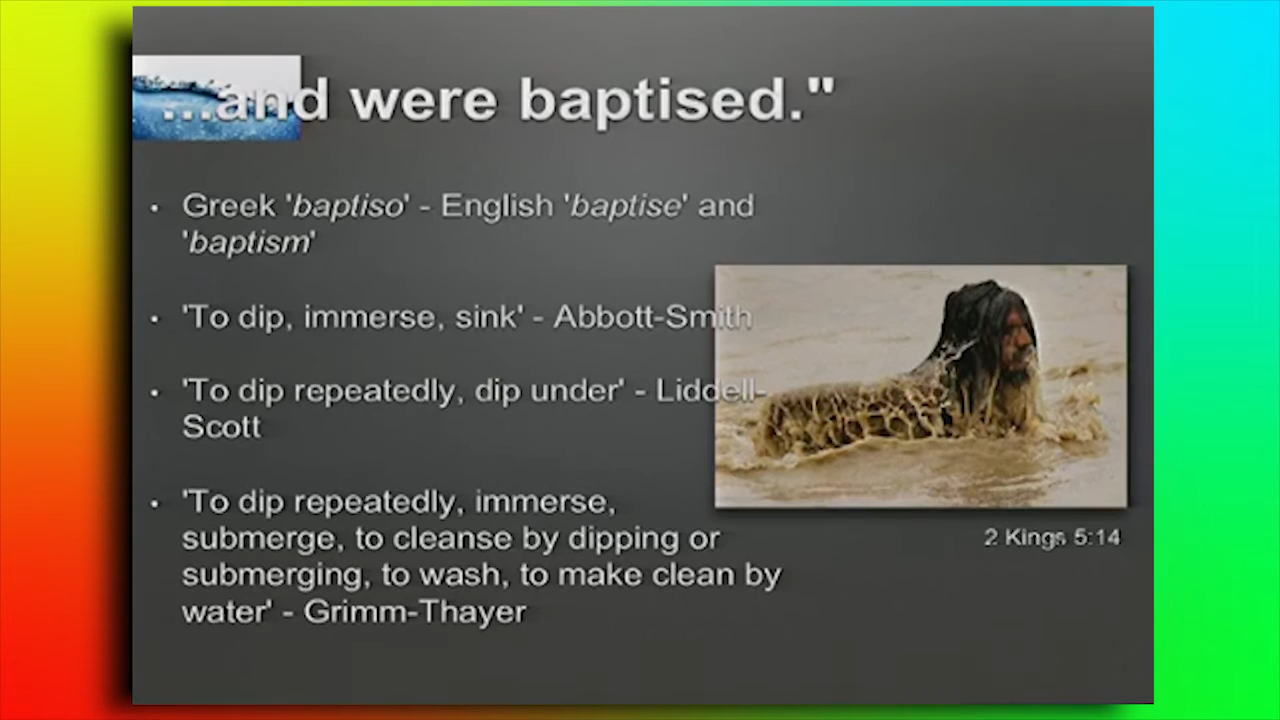 ...and were baptised."
• Greek 'baptiso' - English 'baptise' and
'baptism'
• 'To dip, immerse, sink' - Abbott-Smith
• 'To dip repeatedly, dip under' - Liddell-
Scott
• 'To dip repeatedly, immerse,
submerge, to cleanse by dipping or
submerging, to wash, to make clean by
water' - Grimm-Thayer
2 Kings 5:14